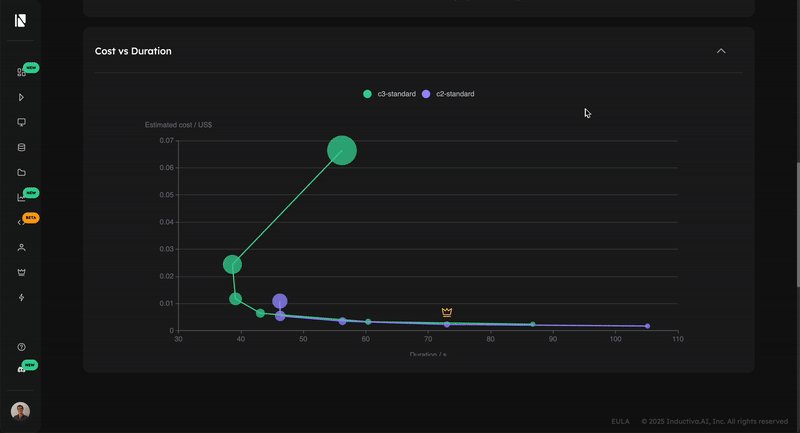 NEW
Cost vs Duration
c3-standard c2-standard
Estimated cost / US$
0.07
0.06
0.05
0.04
0.03
0.02
0.01
0
30 40 50 60 70 80 90 100 110
Duration / s
NEW
BETA
NEW
EULA © 2025 Inductiva.AI, Inc. All rights reserved